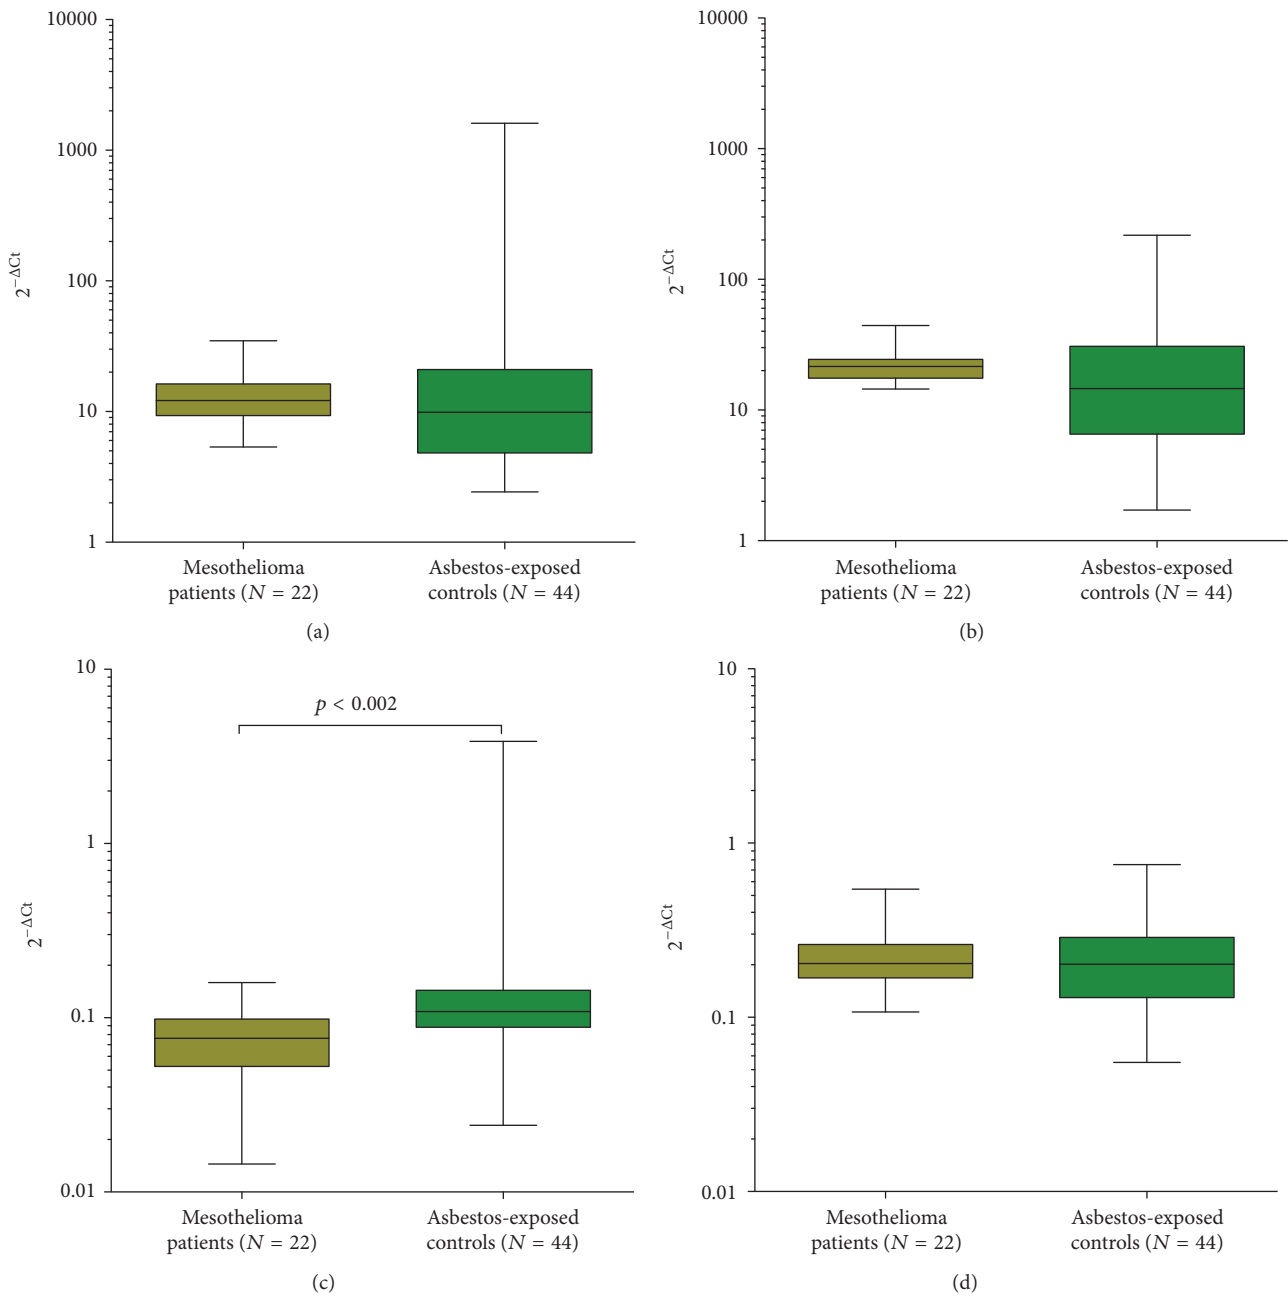 10000
1000
100
10
1
2^−ΔCt
Mesothelioma
patients (N = 22)
Asbestos-exposed
controls (N = 44)
(a)
10000
1000
100
10
1
2^−ΔCt
Mesothelioma
patients (N = 22)
Asbestos-exposed
controls (N = 44)
(b)
10
1
0.1
0.01
2^−ΔCt
p < 0.002
Mesothelioma
patients (N = 22)
Asbestos-exposed
controls (N = 44)
(c)
10
1
0.1
0.01
2^−ΔCt
Mesothelioma
patients (N = 22)
Asbestos-exposed
controls (N = 44)
(d)